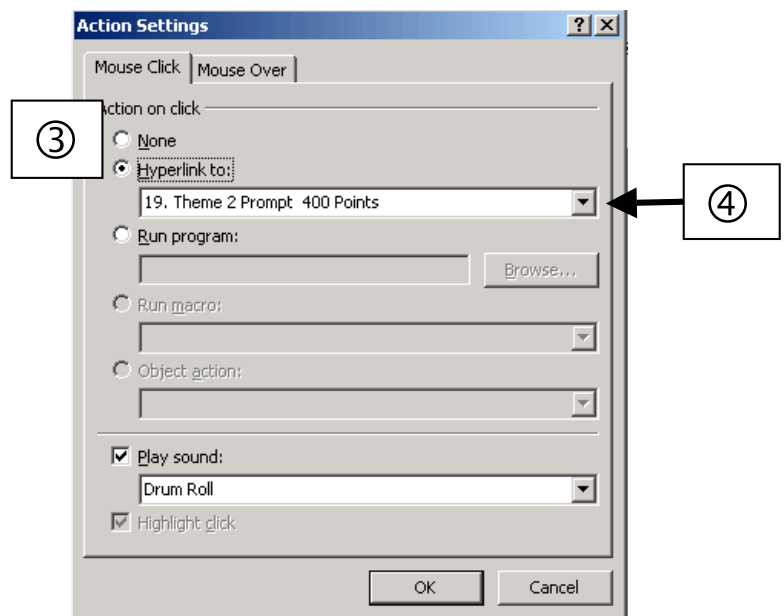 Action Settings
Mouse Click Mouse Over
Action on click
③
None
Hyperlink to:
19. Theme 2 Prompt 400 Points
④
Run program:
Browse...
Run macro:
Object action:
Play sound:
Drum Roll
Highlight click
OK Cancel